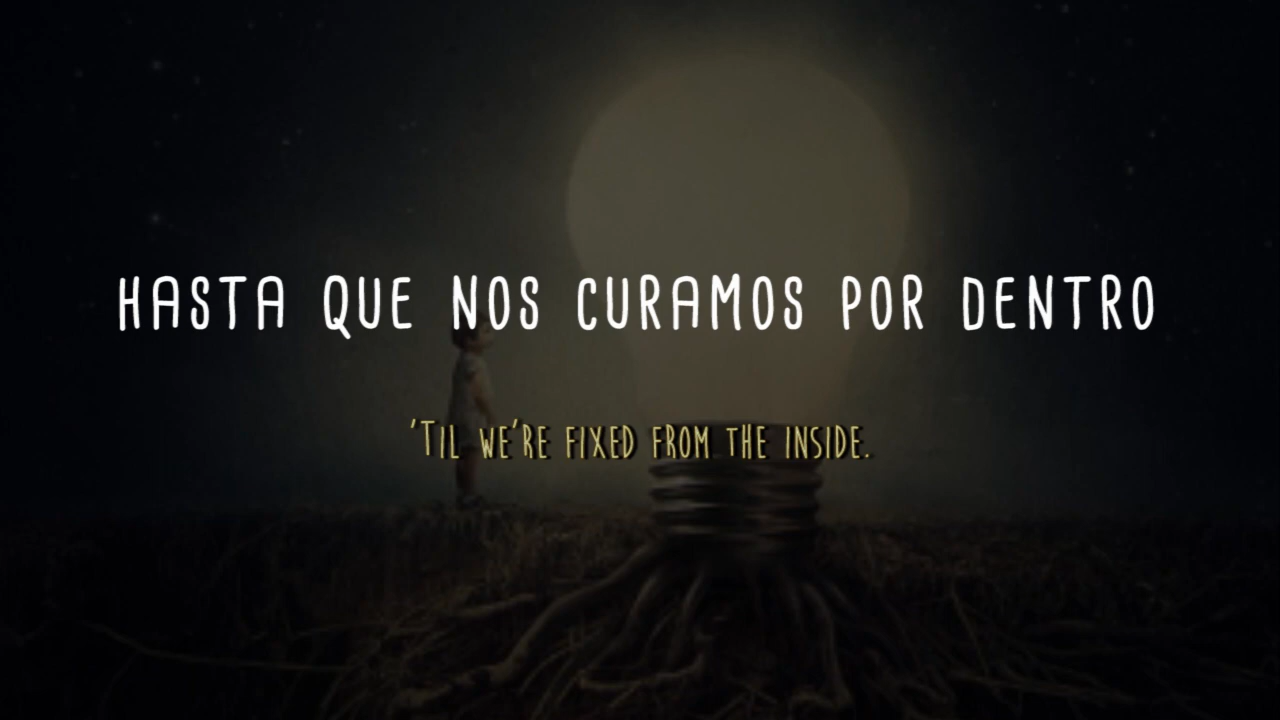 HASTA QUE NOS CURAMOS POR DENTRO
'TIL WE'RE FIXED FROM THE INSIDE.